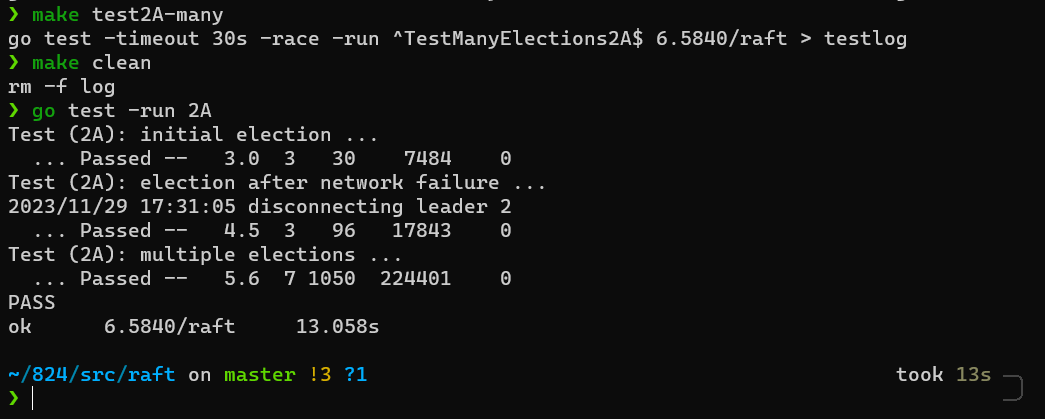 ❯ make test2A-many
go test -timeout 30s -race -run ^TestManyElections2A$ 6.5840/raft > testlog
❯ make clean
rm -f log
❯ go test -run 2A
Test (2A): initial election ...
  ... Passed --   3.0  3   30    7484    0
Test (2A): election after network failure ...
2023/11/29 17:31:05 disconnecting leader 2
  ... Passed --   4.5  3   96   17843    0
Test (2A): multiple elections ...
  ... Passed --   5.6  7 1050  224401    0
PASS
ok      6.5840/raft     13.058s
~/824/src/raft on master !3 ?1 took 13s
❯